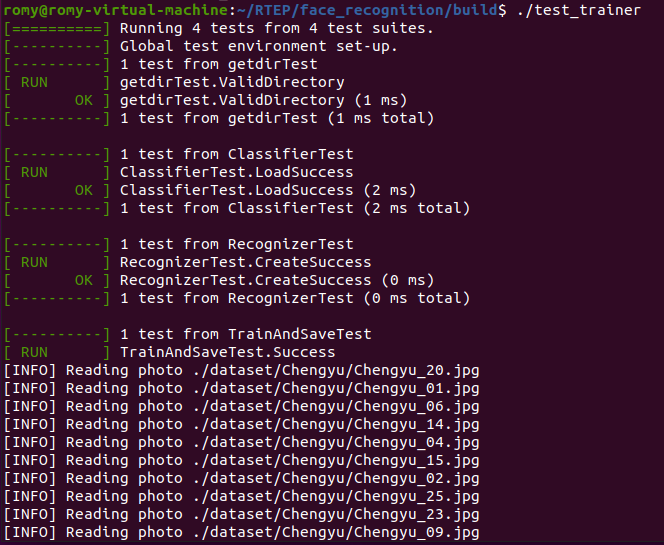 romy@romy-virtual-machine:~/RTEP/face_recognition/build$ ./test_trainer
[==========] Running 4 tests from 4 test suites.
[----------] Global test environment set-up.
[----------] 1 test from getdirTest
[ RUN      ] getdirTest.ValidDirectory
[       OK ] getdirTest.ValidDirectory (1 ms)
[----------] 1 test from getdirTest (1 ms total)

[----------] 1 test from ClassifierTest
[ RUN      ] ClassifierTest.LoadSuccess
[       OK ] ClassifierTest.LoadSuccess (2 ms)
[----------] 1 test from ClassifierTest (2 ms total)

[----------] 1 test from RecognizerTest
[ RUN      ] RecognizerTest.CreateSuccess
[       OK ] RecognizerTest.CreateSuccess (0 ms)
[----------] 1 test from RecognizerTest (0 ms total)

[----------] 1 test from TrainAndSaveTest
[ RUN      ] TrainAndSaveTest.Success
[INFO] Reading photo ./dataset/Chengyu/Chengyu_20.jpg
[INFO] Reading photo ./dataset/Chengyu/Chengyu_01.jpg
[INFO] Reading photo ./dataset/Chengyu/Chengyu_06.jpg
[INFO] Reading photo ./dataset/Chengyu/Chengyu_14.jpg
[INFO] Reading photo ./dataset/Chengyu/Chengyu_04.jpg
[INFO] Reading photo ./dataset/Chengyu/Chengyu_15.jpg
[INFO] Reading photo ./dataset/Chengyu/Chengyu_02.jpg
[INFO] Reading photo ./dataset/Chengyu/Chengyu_25.jpg
[INFO] Reading photo ./dataset/Chengyu/Chengyu_23.jpg
[INFO] Reading photo ./dataset/Chengyu/Chengyu_09.jpg